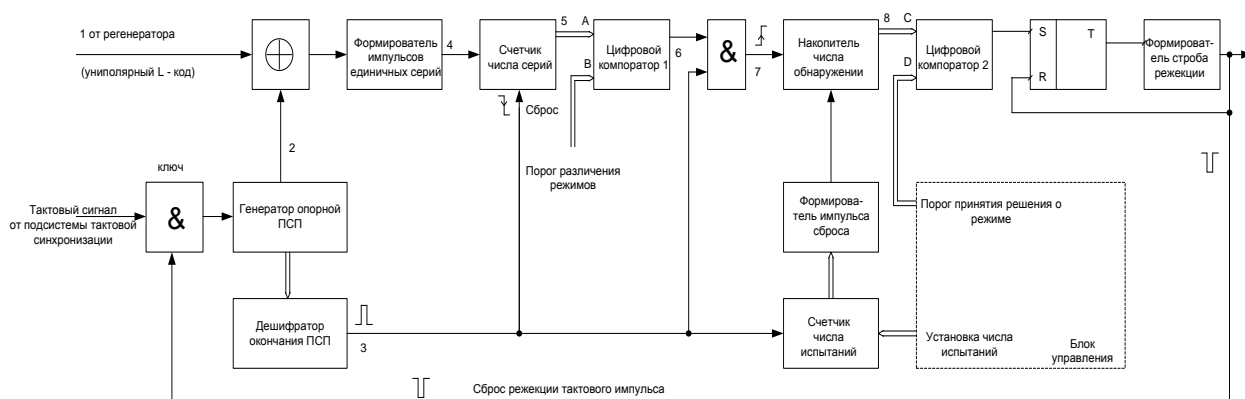 1 от регенератора
(униполярный L - код)
Формирователь
импульсов
единичных серий
4
Счетчик
числа серий
5
A
B
Цифровой
компоратор 1
6
&
7
Накопитель
числа
обнаружении
8
C
D
Цифровой
компоратор 2
S
T
R
Формироват-
ель строба
режекции
Сброс
2
Порог различения
режимов
ключ
Тактовый сигнал
от подсистемы тактовой
синхронизации
&
Генератор опорной
ПСП
Формирова-
тель импульса
сброса
Порог принятия решения о
режиме
Дешифратор
окончания ПСП
3
Счетчик
числа
испытаний
Установка числа
испытаний
Блок
управления
Сброс режекции тактового импульса